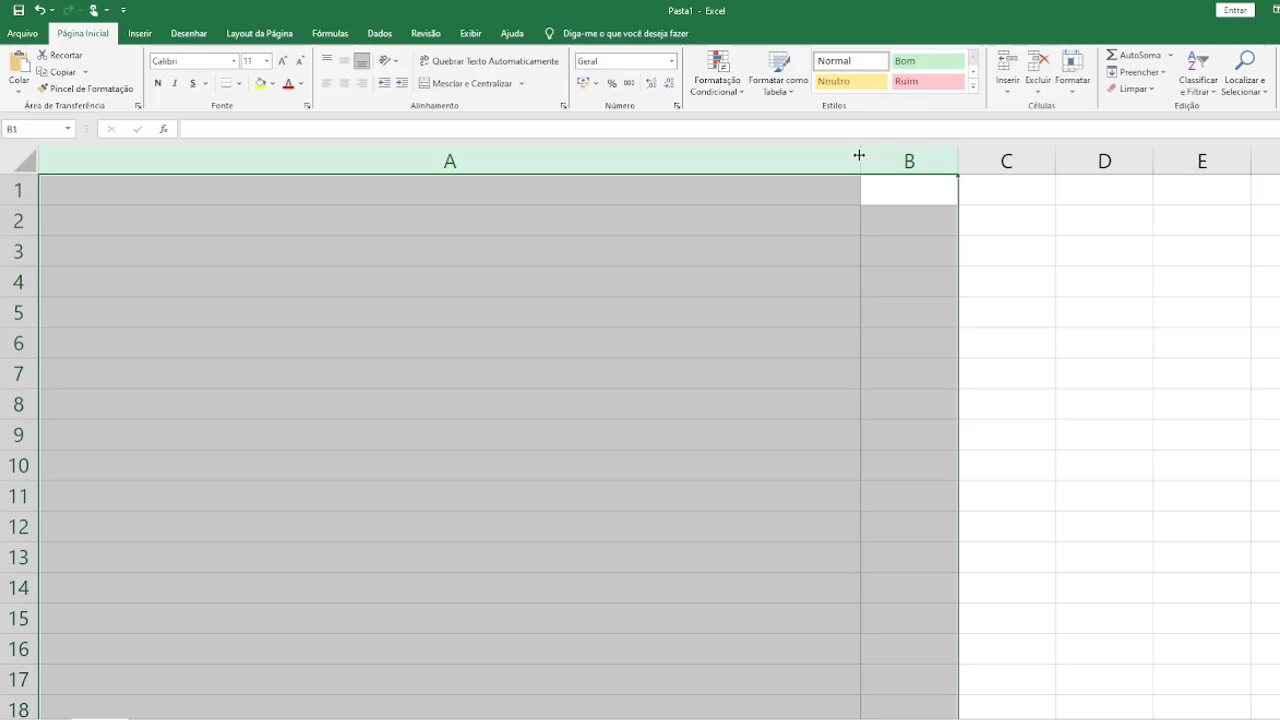 Pasta1 - Excel
Entrar
Arquivo Página Inicial Inserir Desenhar Layout da Página Fórmulas Dados Revisão Exibir Ajuda Diga-me o que você deseja fazer
Colar
Recortar
Copiar
Pincel de Formatação
Área de Transferência
Calibri 11
N I S
Fonte
Quebrar Texto Automaticamente
Mesclar e Centralizar
Alinhamento
Geral
% 000
Número
Formatação Condicional
Formatar como Tabela
Normal Bom
Neutro Ruim
Estilos
Inserir Excluir Formatar
Células
AutoSoma
Preencher
Limpar
Classificar e Filtrar
Localizar e Selecionar
Edição
B1 fx
A B C D E
1
2
3
4
5
6
7
8
9
10
11
12
13
14
15
16
17
18